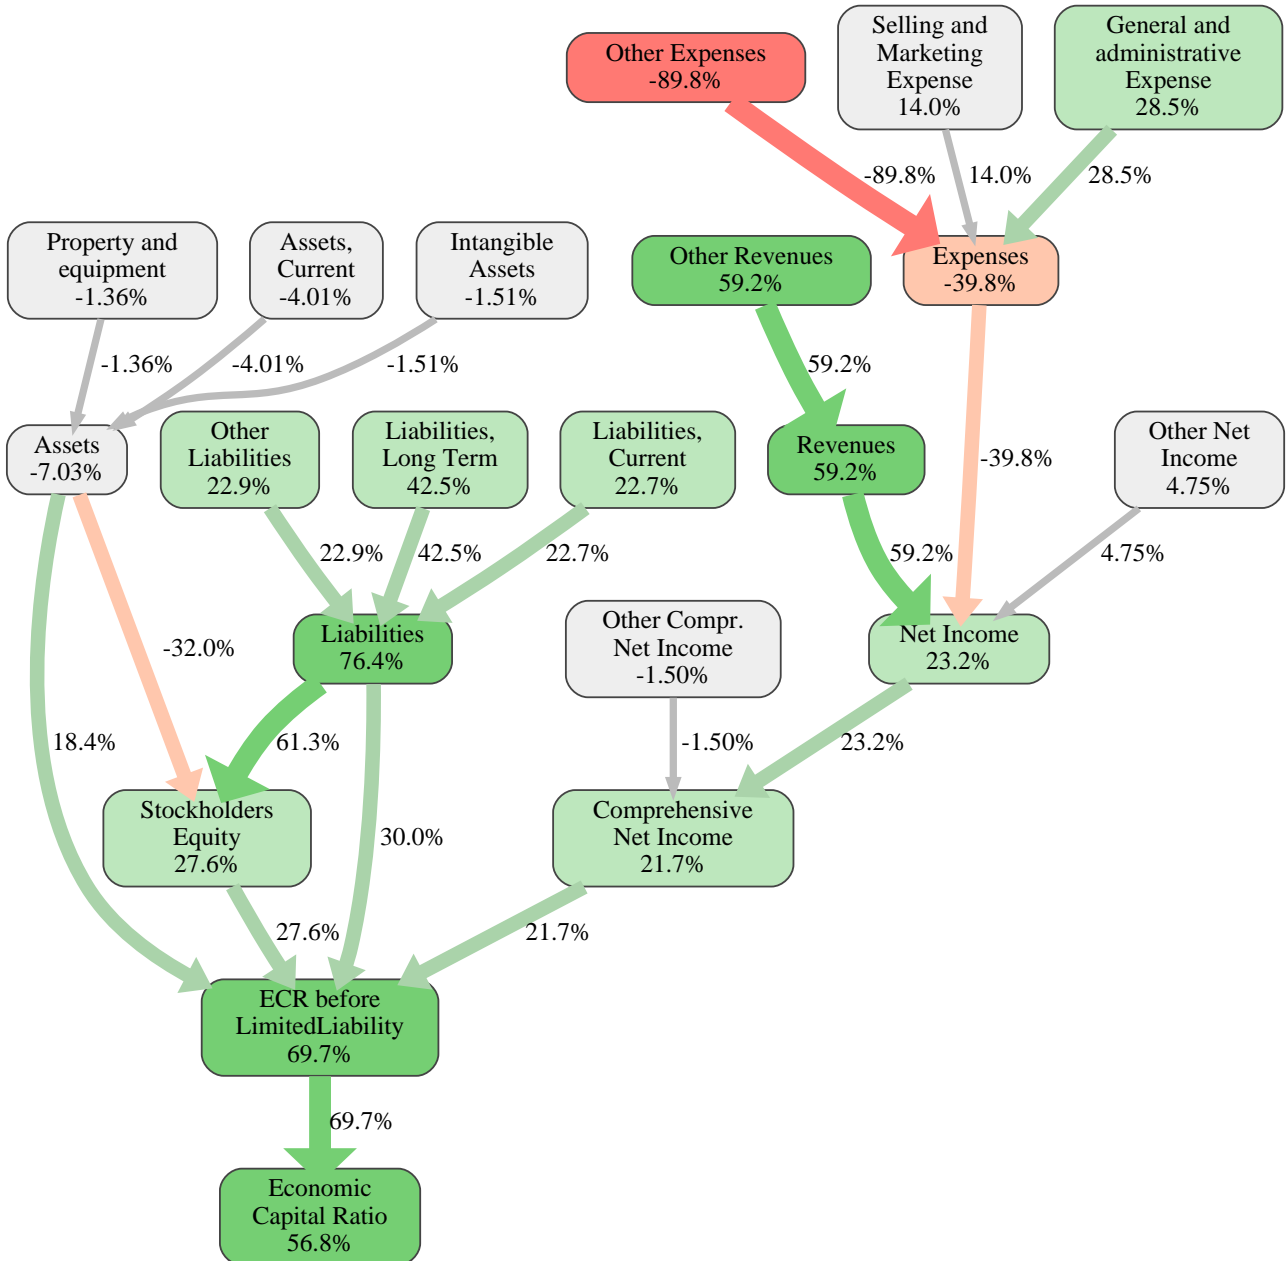 Selling and
Marketing
Expense
14.0%
General and
administrative
Expense
28.5%
Other Expenses
-89.8%
-89.8%
14.0%
28.5%
Property and
equipment
-1.36%
Assets,
Current
-4.01%
Intangible
Assets
-1.51%
Other Revenues
59.2%
Expenses
-39.8%
-1.36%
-4.01%
-1.51%
59.2%
Assets
-7.03%
Other
Liabilities
22.9%
Liabilities,
Long Term
42.5%
Liabilities,
Current
22.7%
Revenues
59.2%
-39.8%
Other Net
Income
4.75%
22.9%
42.5%
22.7%
59.2%
4.75%
Liabilities
76.4%
Other Compr.
Net Income
-1.50%
Net Income
23.2%
-32.0%
18.4%
61.3%
-1.50%
23.2%
Stockholders
Equity
27.6%
30.0%
Comprehensive
Net Income
21.7%
27.6%
21.7%
ECR before
LimitedLiability
69.7%
69.7%
Economic
Capital Ratio
56.8%